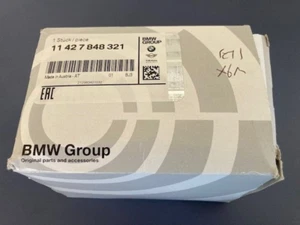 1 Stück / piece
11 42 7 848 321
BMW
GROUP
Made in Austria - AT
EAC
BMW Group
Original parts and accessories